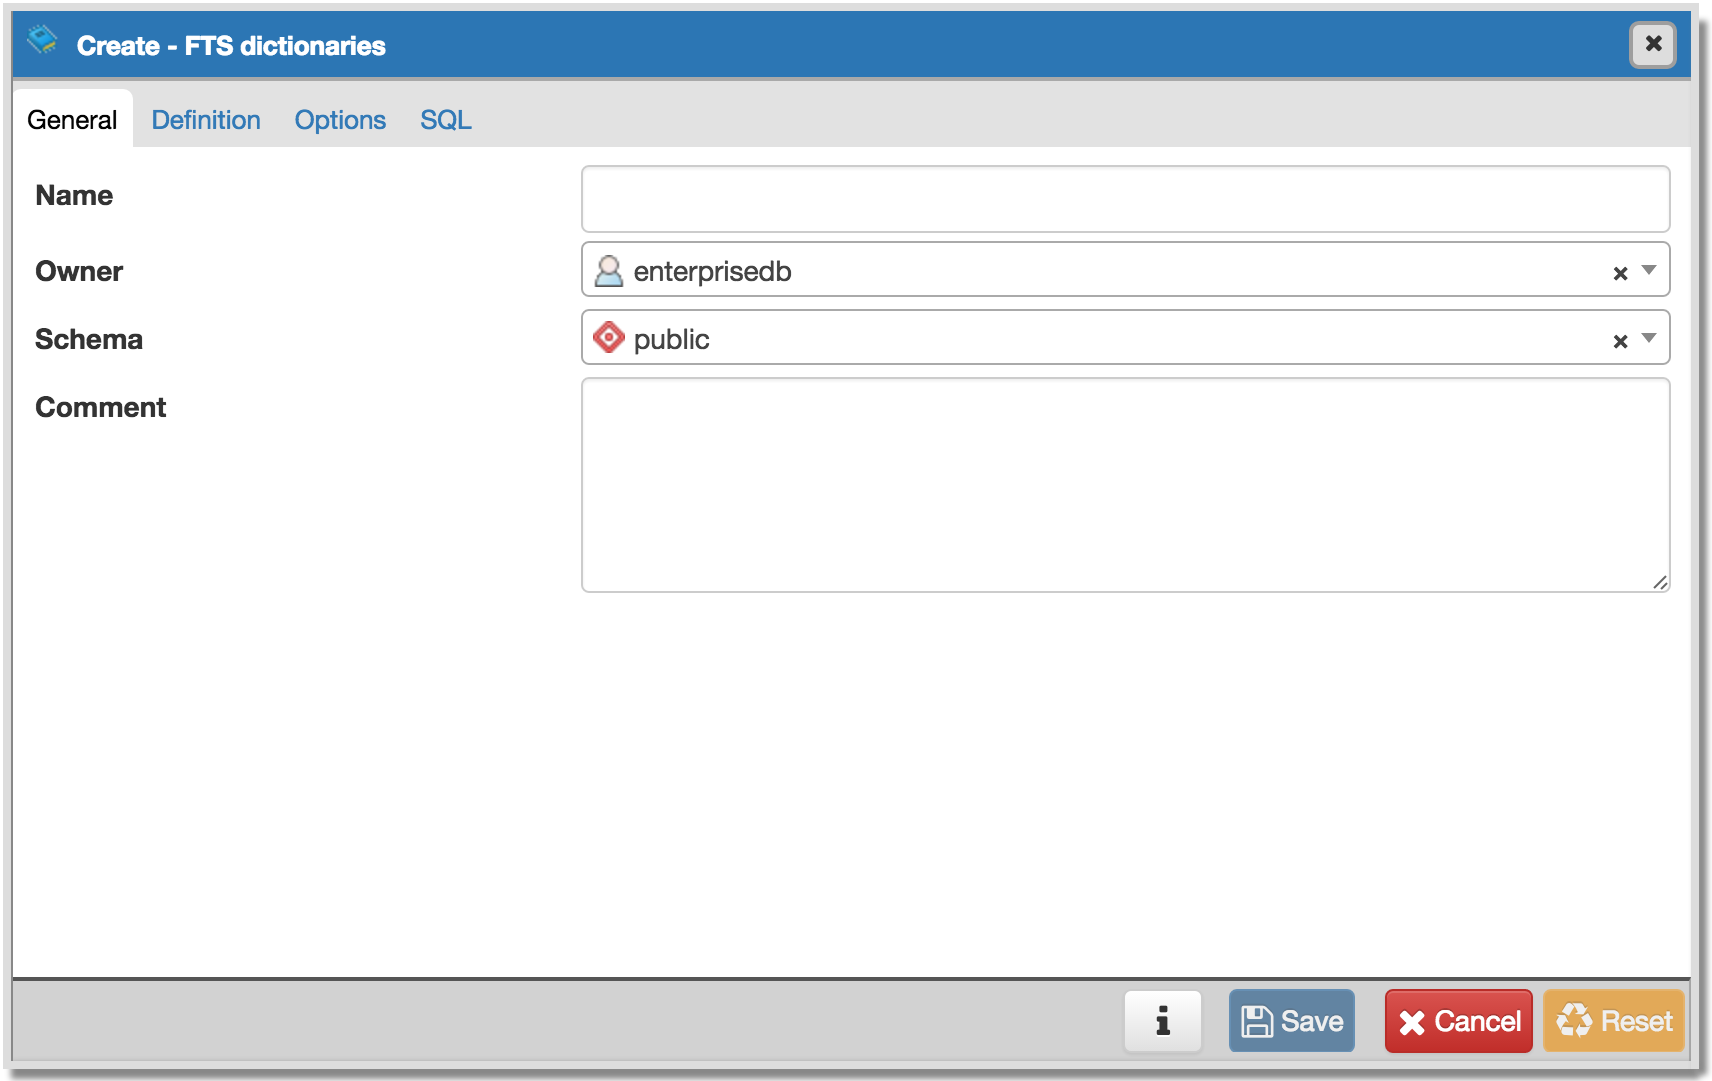 Create - FTS dictionaries
General Definition Options SQL
Name
Owner enterprisedb
Schema public
Comment
i Save Cancel Reset